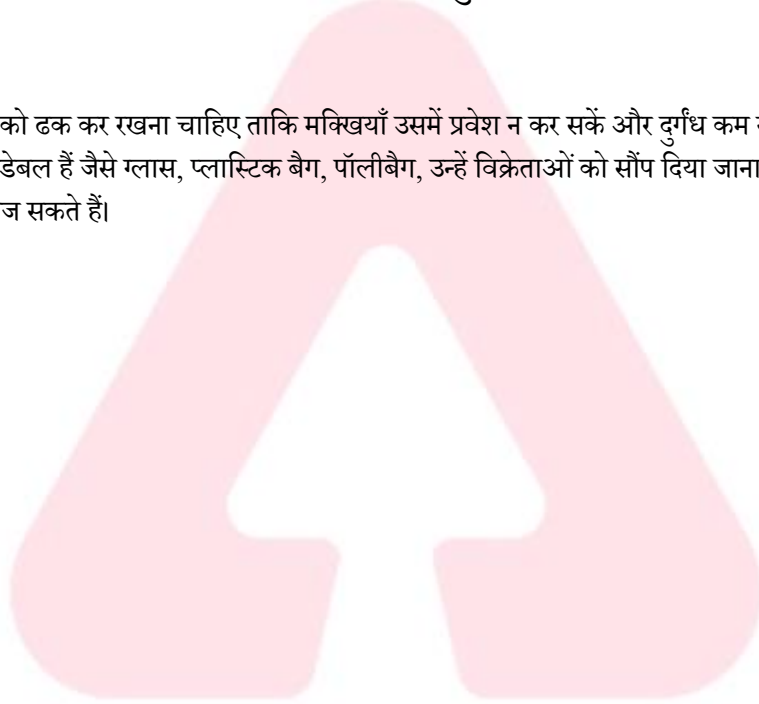 को ढक कर रखना चाहिए ताकि मक्खियाँ उसमें प्रवेश न कर सकें और दुर्गंध कम
डेबल हैं जैसे ग्लास, प्लास्टिक बैग, पॉलीबैग, उन्हें विक्रेताओं को सौंप दिया जाना
ज सकते हैं।